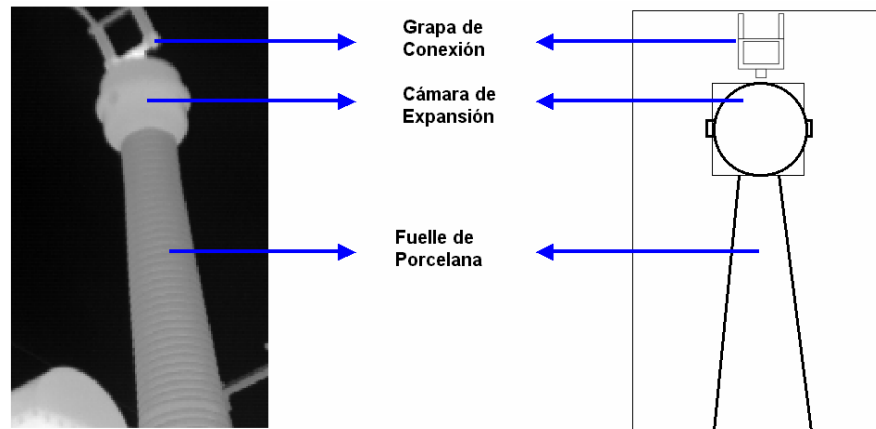 Grapa de
Conexión
Cámara de
Expansión
Fuelle de
Porcelana